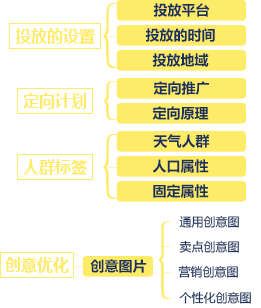 投放的设置
投放平台
投放的时间
投放地域
定向计划
定向推广
定向原理
人群标签
天气人群
人口属性
固定属性
创意优化
创意图片
通用创意图
卖点创意图
营销创意图
个性化创意图